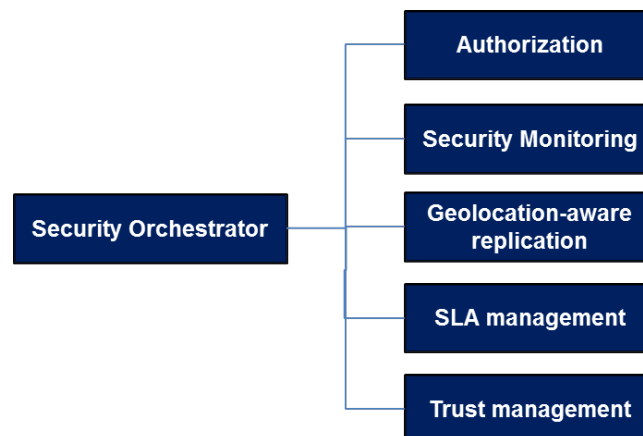 Authorization
Security Monitoring
Security Orchestrator
Geolocation-aware
replication
SLA management
Trust management